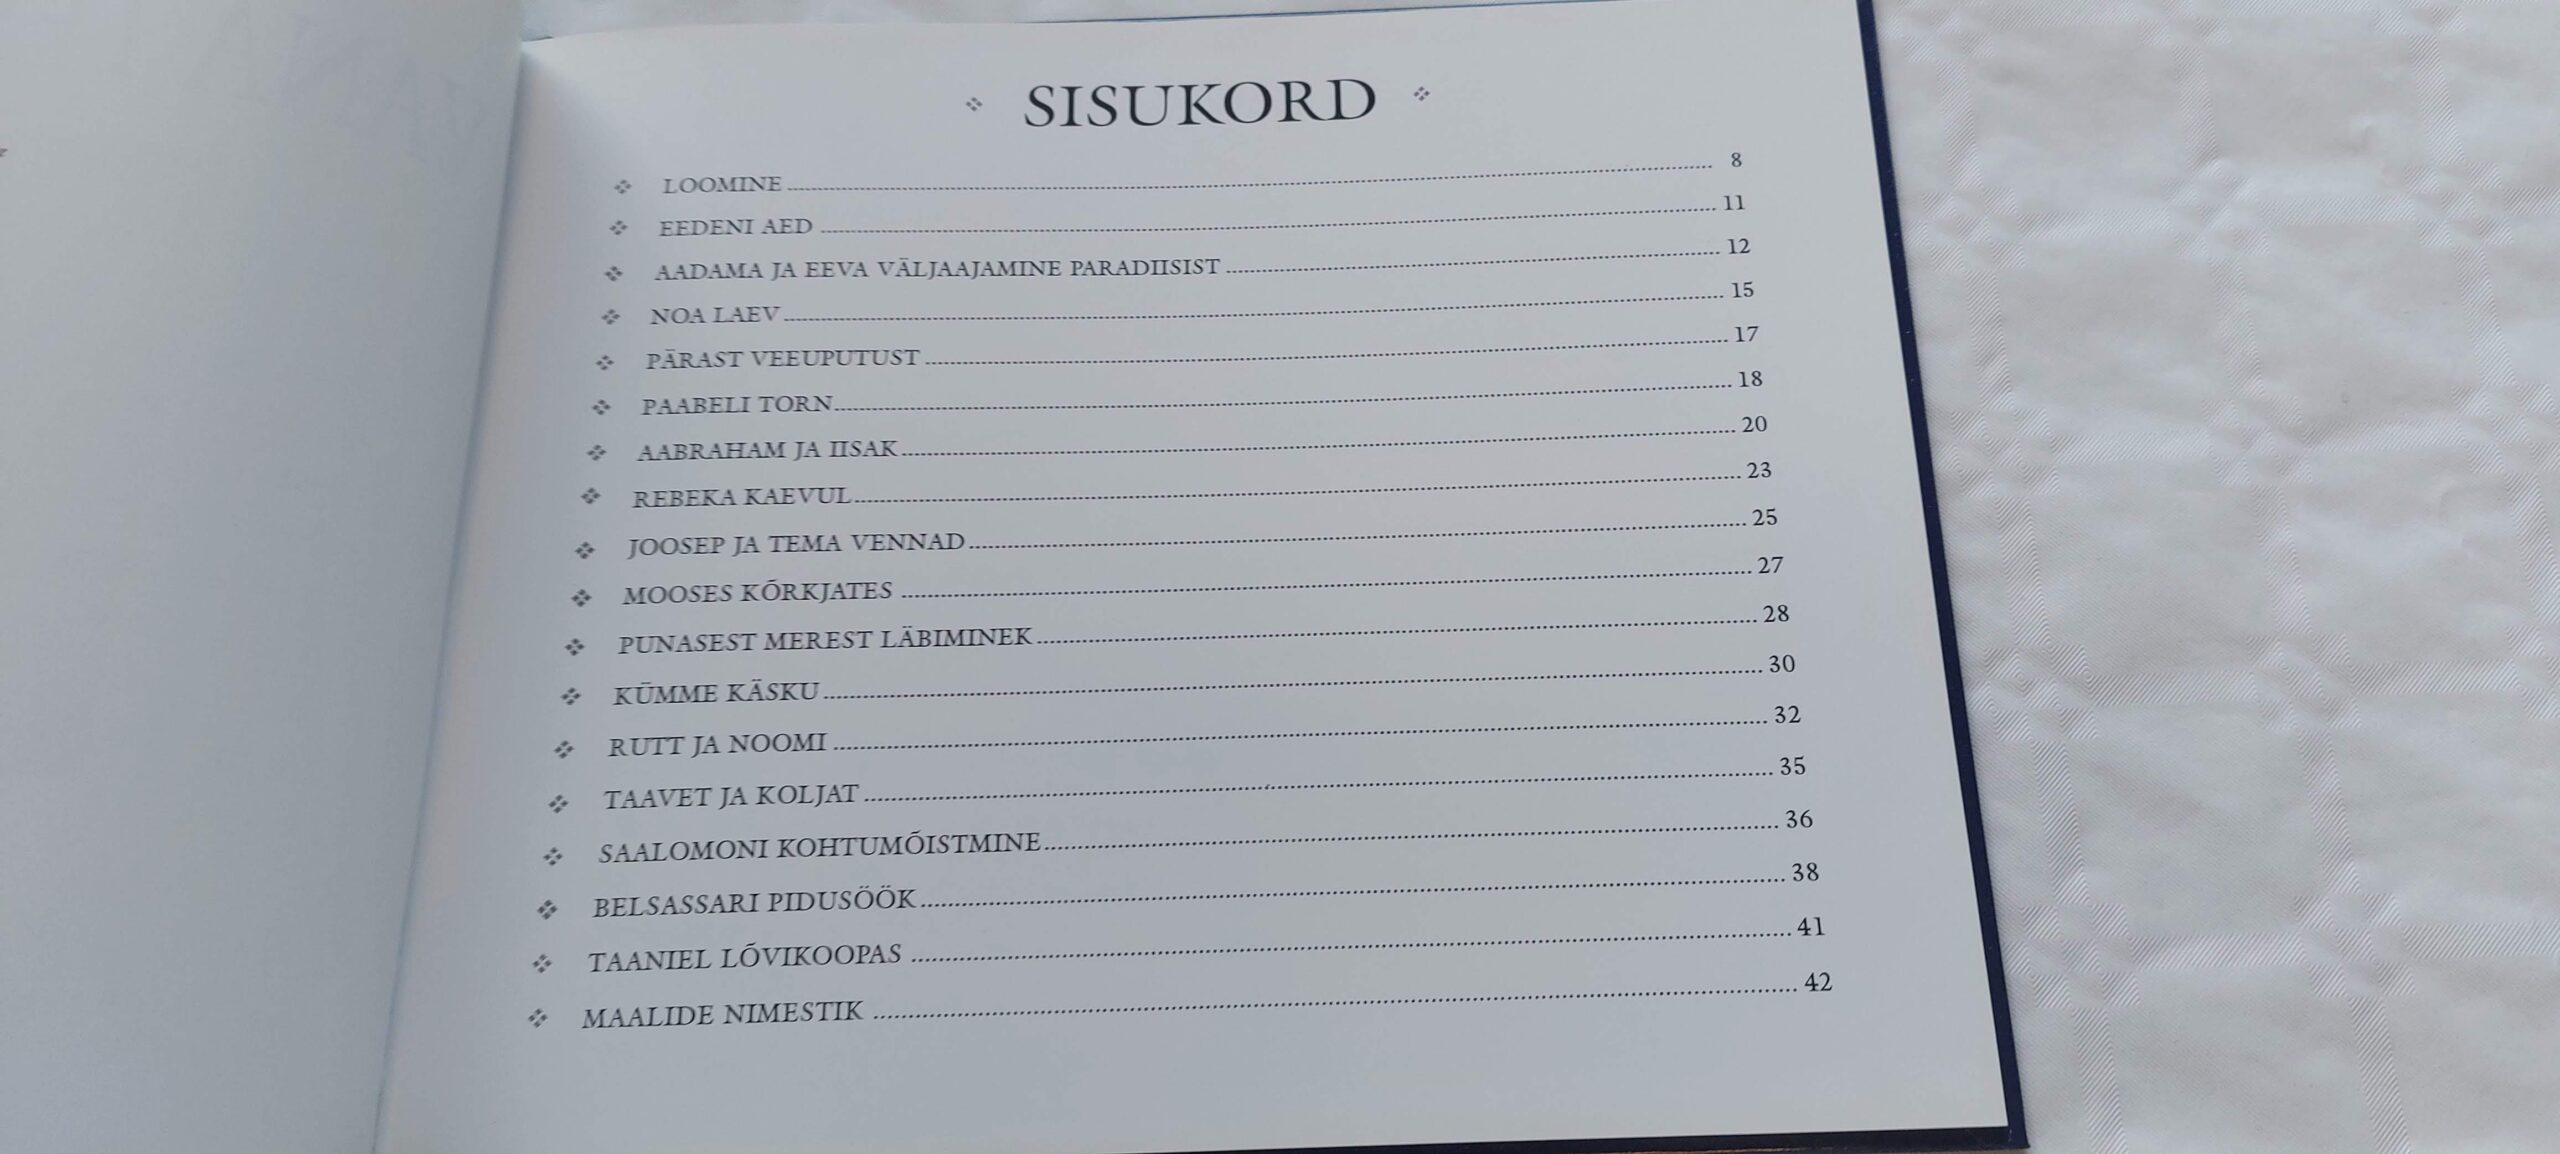 SISUKORD
LOOMINE 8
EEDENI AED 11
AADAMA JA EEVA VÄLJAAJAMINE PARADIISIST 12
NOA LAEV 15
PÄRAST VEEUPUTUST 17
PAABELI TORN 18
AABRAHAM JA IISAK 20
REBEKA KAEVUL 23
JOOSEP JA TEMA VENNAD 25
MOOSES KÕRKJATES 27
PUNASEST MEREST LÄBIMINEK 28
KÜMME KÄSKU 30
RUTT JA NOOMI 32
TAAVET JA KOLJAT 35
SAALOMONI KOHTUMÕISTMINE 36
BELSASSARI PIDUSÖÖK 38
TAANIEL LÕVIKOOPAS 41
MAALIDE NIMESTIK 42